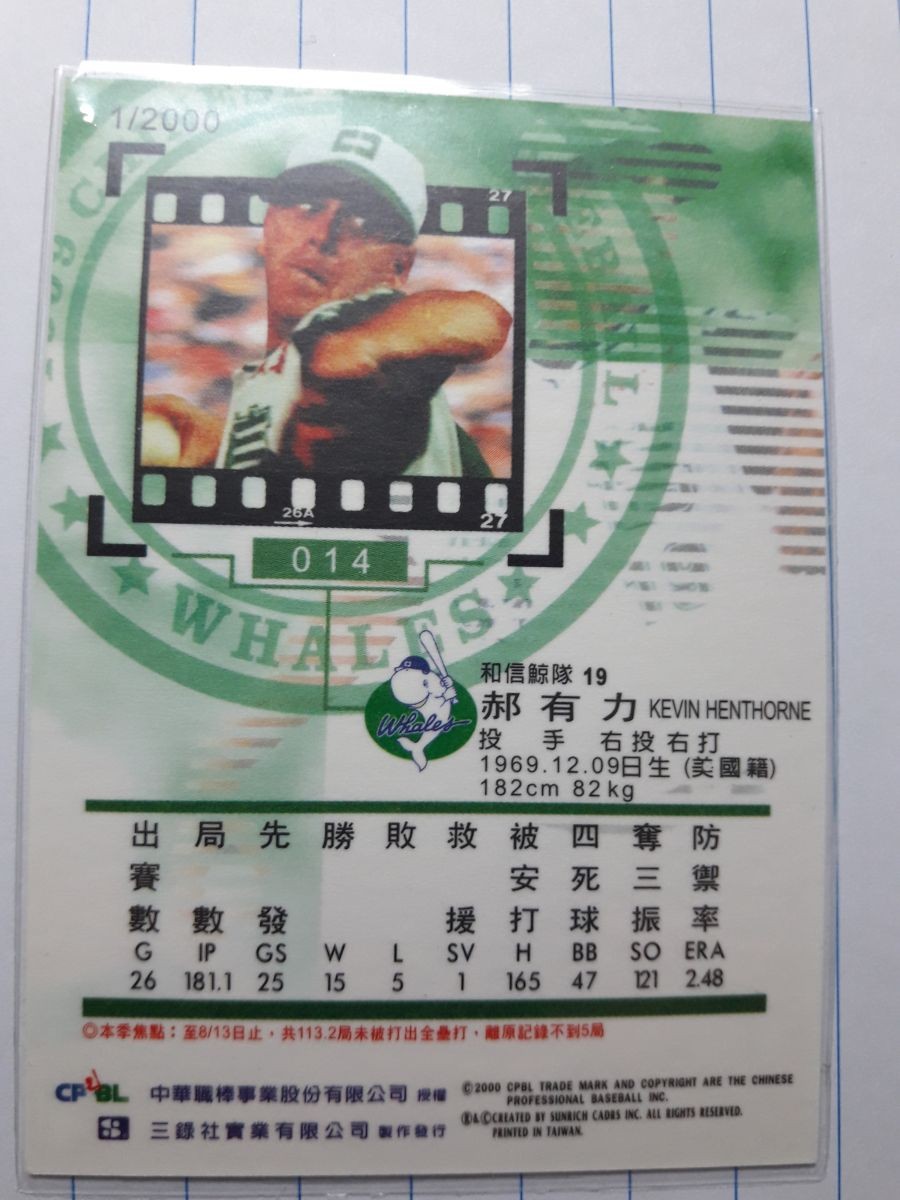 1/2000
27
26A
27
014
WHALES
Whales
和信鯨隊 19
郝有力 KEVIN HENTHORNE
投手 右投右打
1969.12.09日生 (美國籍)
182cm 82kg
出賽數 局數 先發 勝 敗 救援 被安打 四死球 奪三振 防禦率
G IP GS W L SV H BB SO ERA
26 181.1 25 15 5 1 165 47 121 2.48
◎本季焦點：至8/13日止，共113.2局未被打出全壘打，離原記錄不到5局
CPBL 中華職棒事業股份有限公司 授權
三錄社實業有限公司 製作發行
©2000 CPBL TRADE MARK AND COPYRIGHT ARE THE CHINESE
PROFESSIONAL BASEBALL INC.
®&©CREATED BY SUNRICH CADRS INC. ALL RIGHTS RESERVED.
PRINTED IN TAIWAN.